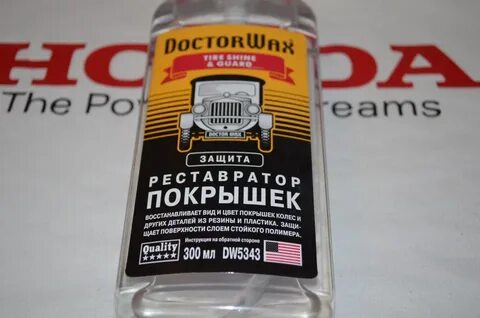 DOCTORWAX
TIRE SHINE
& GUARD
HONDA
The Po
reams
DOCTOR WAX
ЗАЩИТА
РЕСТАВРАТОР
ПОКРЫШЕК
ВОССТАНАВЛИВАЕТ ВИД И ЦВЕТ ПОКРЫШЕК КОЛЕС И
ДРУГИХ ДЕТАЛЕЙ ИЗ РЕЗИНЫ И ПЛАСТИКА. ЗАЩИ-
ЩАЕТ ПОВЕРХНОСТИ СЛОЕМ СТОЙКОГО ПОЛИМЕРА.
Quality
Инструкция на обратной стороне
300 мл DW5343